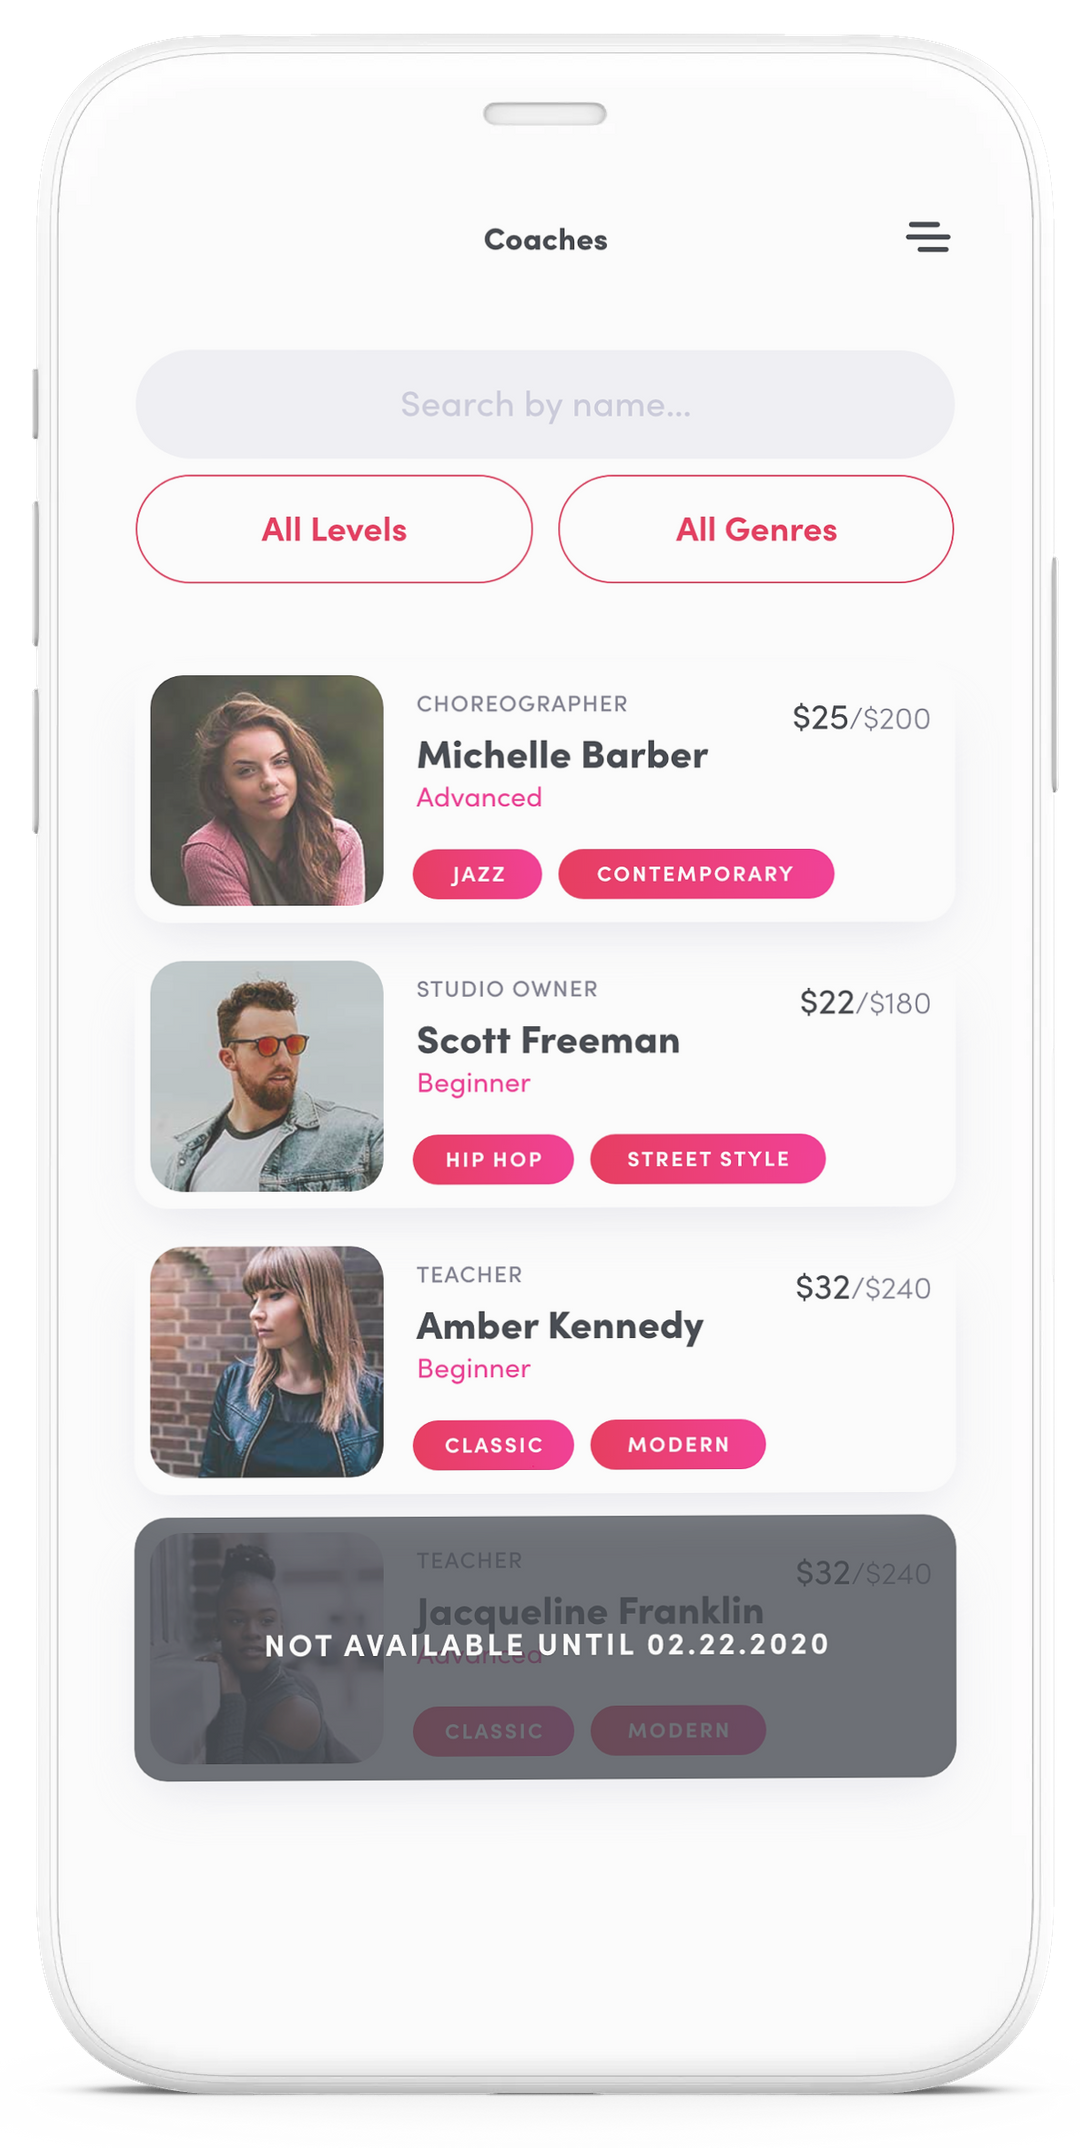 Coaches
Search by name...
All Levels
All Genres
CHOREOGRAPHER
$25/$200
Michelle Barber
Advanced
JAZZ
CONTEMPORARY
STUDIO OWNER
$22/$180
Scott Freeman
Beginner
HIP HOP
STREET STYLE
TEACHER
$32/$240
Amber Kennedy
Beginner
CLASSIC
MODERN
TEACHER
$32/$240
Jacqueline Franklin
NOT AVAILABLE UNTIL 02.22.2020
Advanced
CLASSIC
MODERN